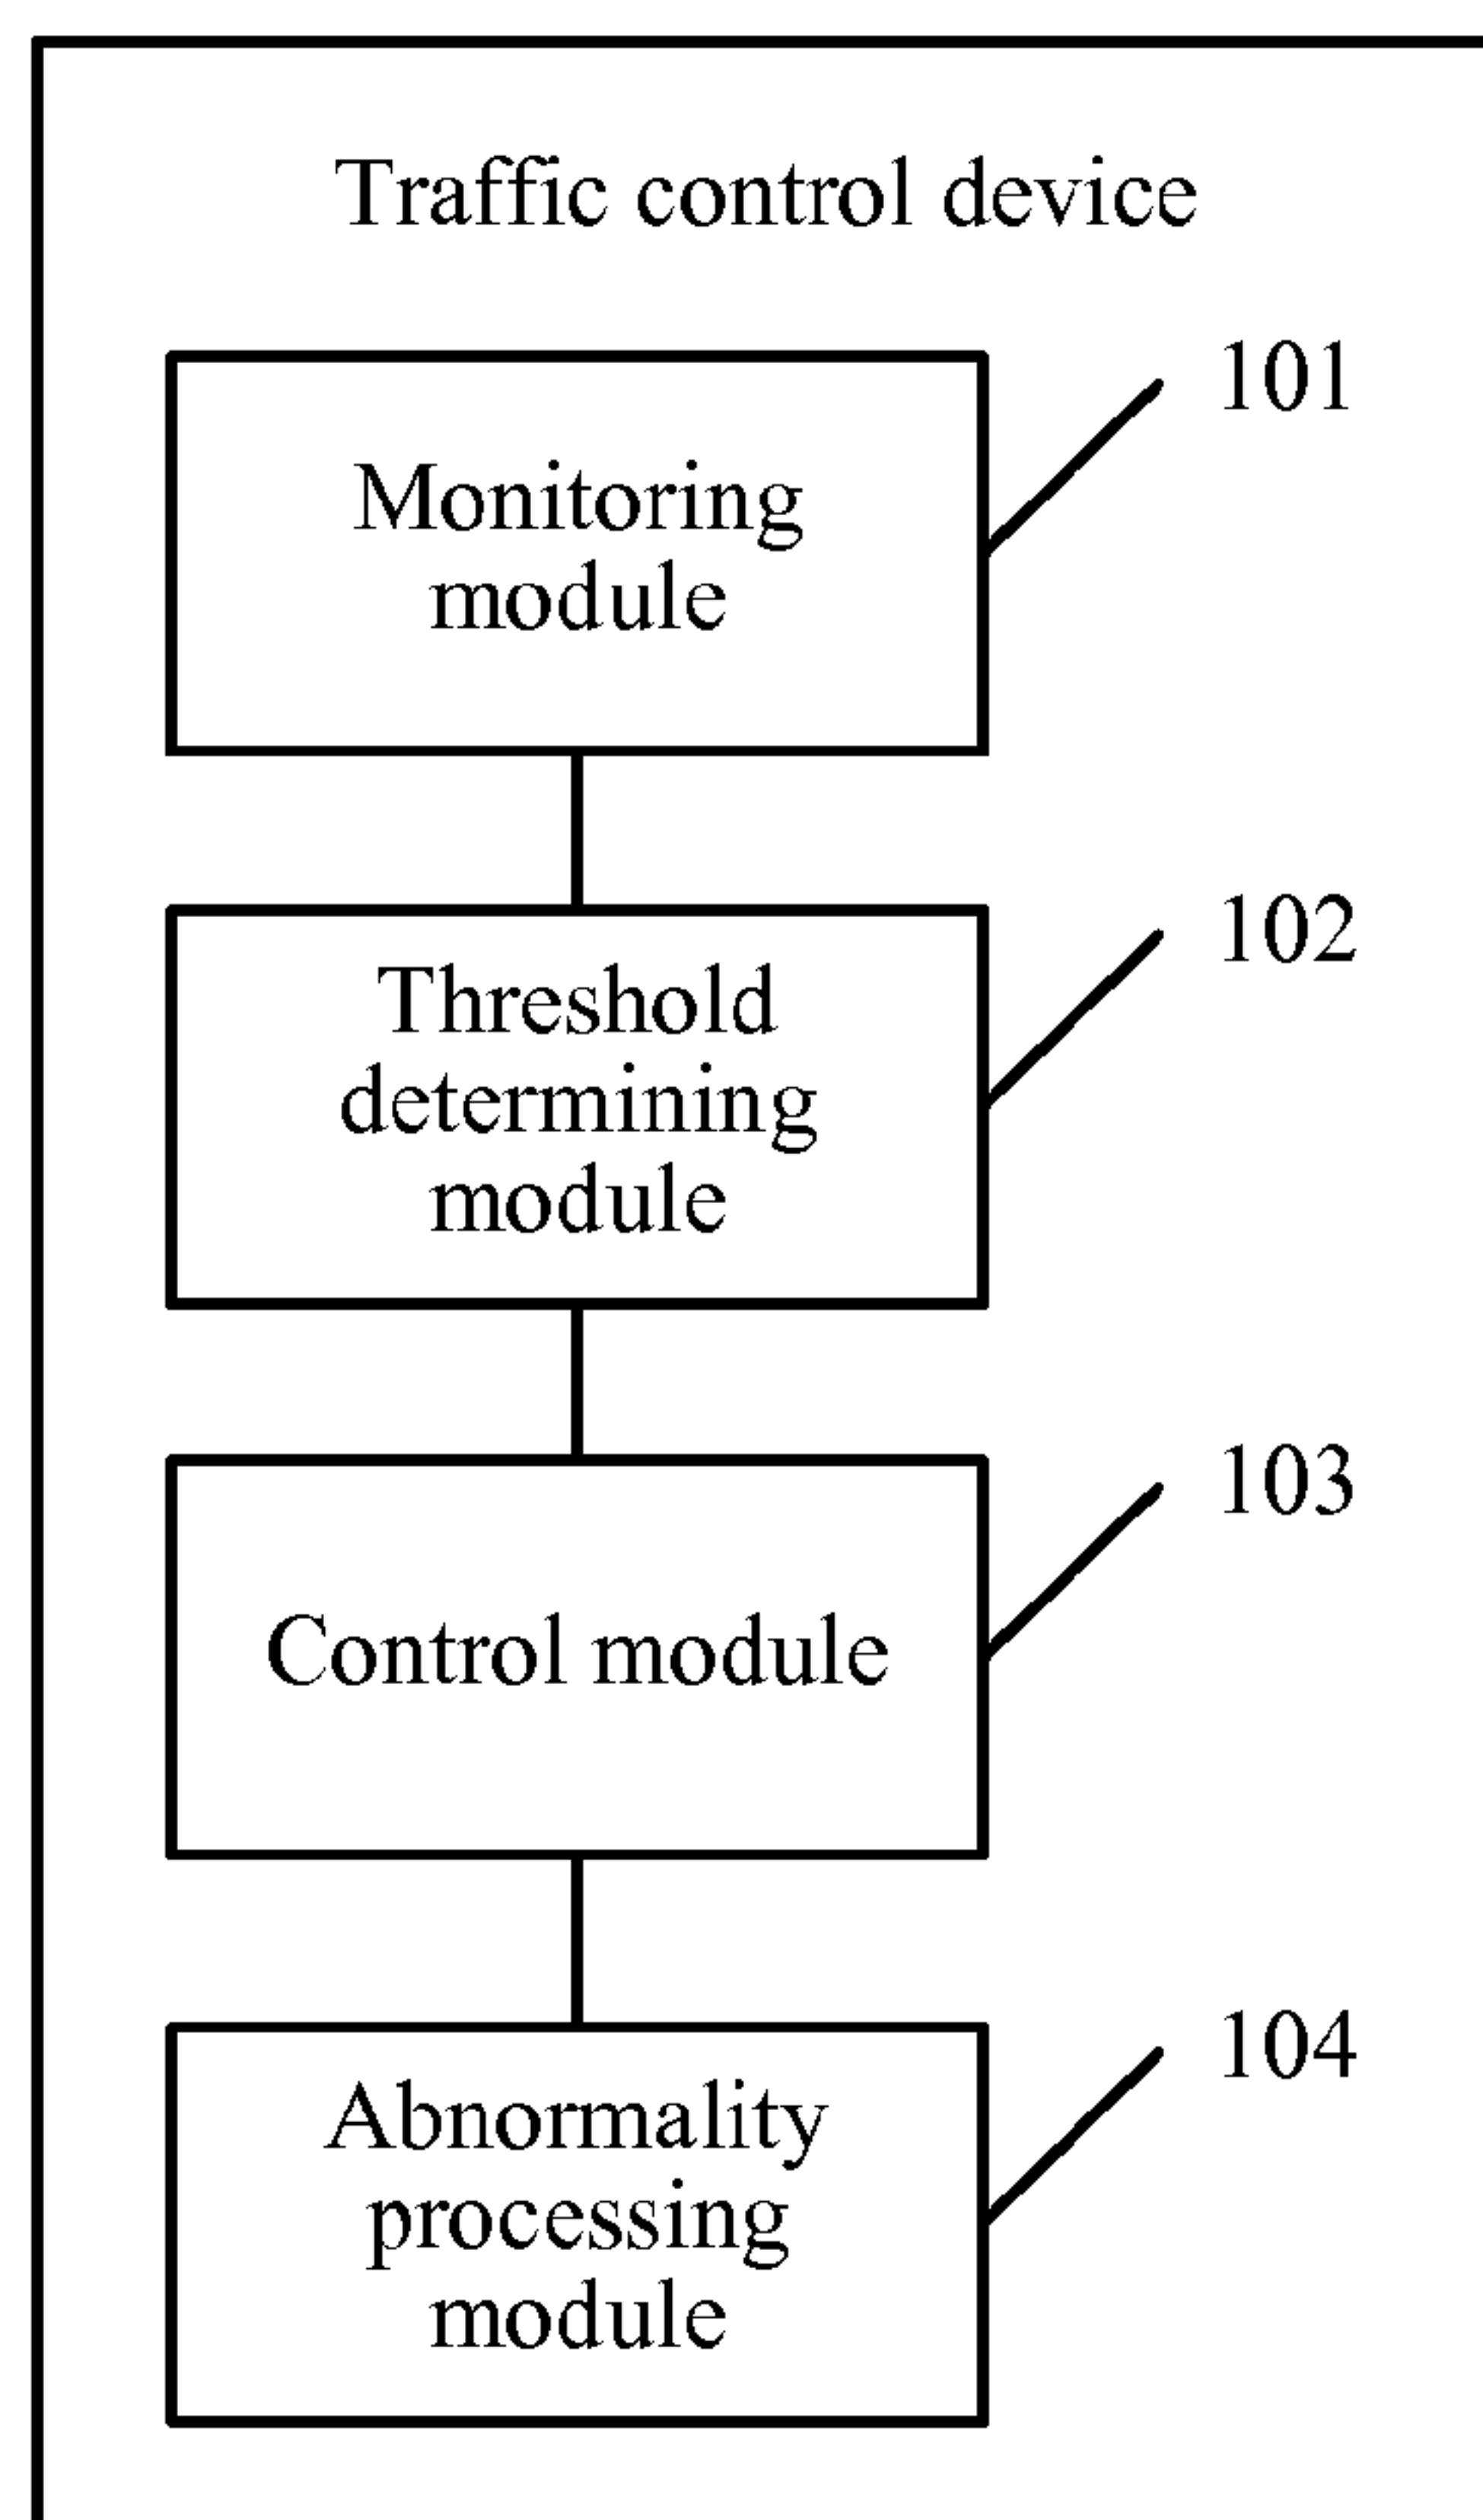 Traffic control device
101
Monitoring
module
102
Threshold
determining
module
103
Control module
104
Abnormality
processing
module